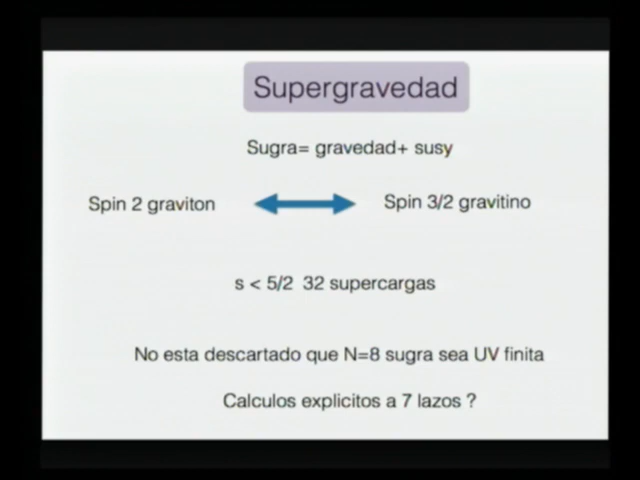 Supergravedad
Sugra= gravedad+ susy
Spin 2 graviton
Spin 3/2 gravitino
s < 5/2 32 supercargas
No esta descartado que N=8 sugra sea UV finita
Calculos explicitos a 7 lazos ?